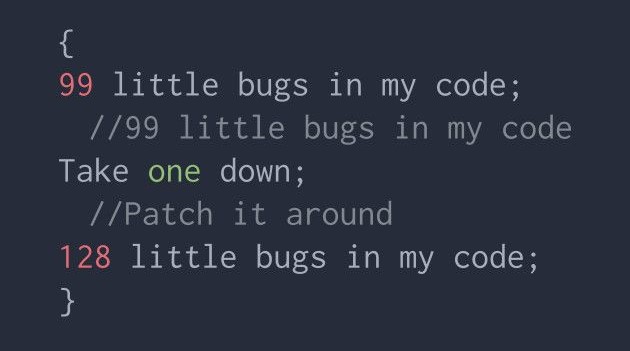 {
99 little bugs in my code;
//99 little bugs in my code
Take one down;
//Patch it around
128 little bugs in my code;
}